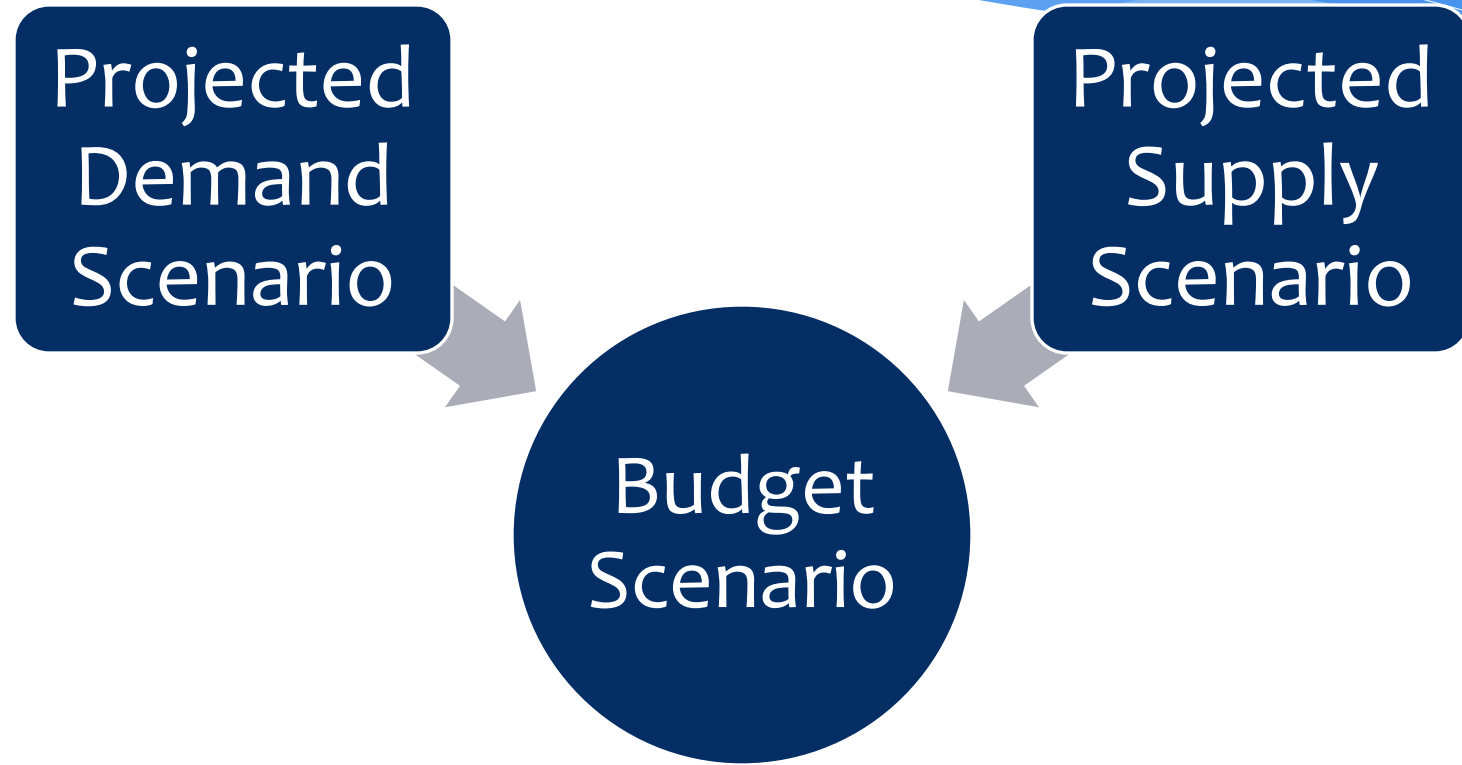 Projected
Demand
Scenario
Projected
Supply
Scenario
Budget
Scenario